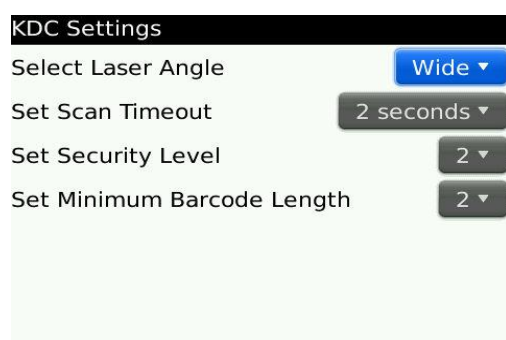 KDC Settings
Select Laser Angle Wide
Set Scan Timeout 2 seconds
Set Security Level 2
Set Minimum Barcode Length 2